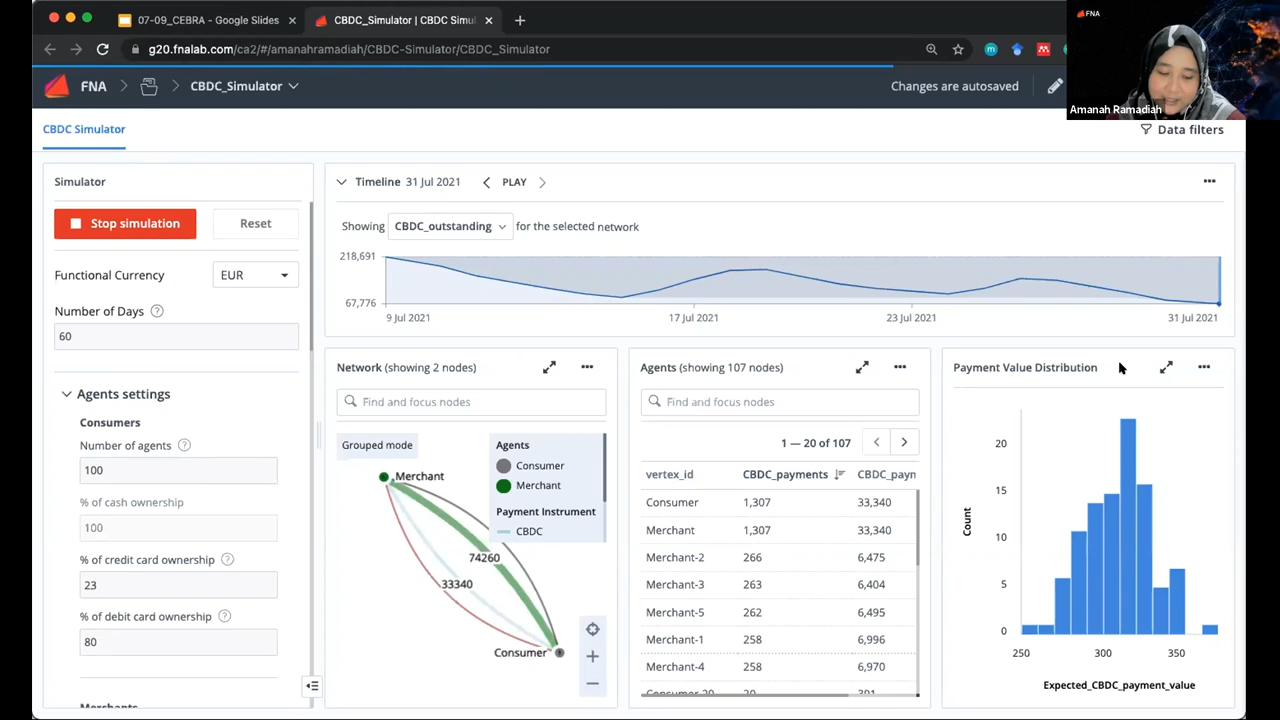 07-09_CEBRA - Google Slides
CBDC_Simulator | CBDC Simul
g20.fnalab.com/ca2/#/amanahramadiah/CBDC-Simulator/CBDC_Simulator
FNA
Amanah Ramadiah
FNA
CBDC_Simulator
Changes are autosaved
CBDC Simulator
Data filters
Simulator
Stop simulation
Reset
Functional Currency
EUR
Number of Days
60
Agents settings
Consumers
Number of agents
100
% of cash ownership
100
% of credit card ownership
23
% of debit card ownership
80
Merchants
Timeline 31 Jul 2021 PLAY
Showing CBDC_outstanding for the selected network
218,691
67,776
9 Jul 2021 17 Jul 2021 23 Jul 2021 31 Jul 2021
Network (showing 2 nodes)
Find and focus nodes
Grouped mode
Agents
Consumer
Merchant
Payment Instrument
CBDC
Merchant
74260
33340
Consumer
Agents (showing 107 nodes)
Find and focus nodes
1 — 20 of 107
vertex_id CBDC_payments CBDC_paym
Consumer 1,307 33,340
Merchant 1,307 33,340
Merchant-2 266 6,475
Merchant-3 263 6,404
Merchant-5 262 6,495
Merchant-1 258 6,996
Merchant-4 258 6,970
Consumer-20 20 391
Payment Value Distribution
Count
20
15
10
5
0
250 300 350
Expected_CBDC_payment_value